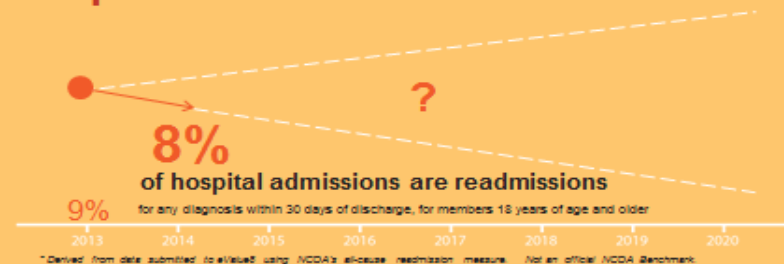 ?
8%
of hospital admissions are readmissions
9% for any diagnosis within 30 days of discharge, for members 18 years of age and older
2013 2014 2015 2016 2017 2018 2019 2020
* Derived from data submitted to eValue8 using NCDA's all-cause readmission measure. Not an official NCDA Benchmark.